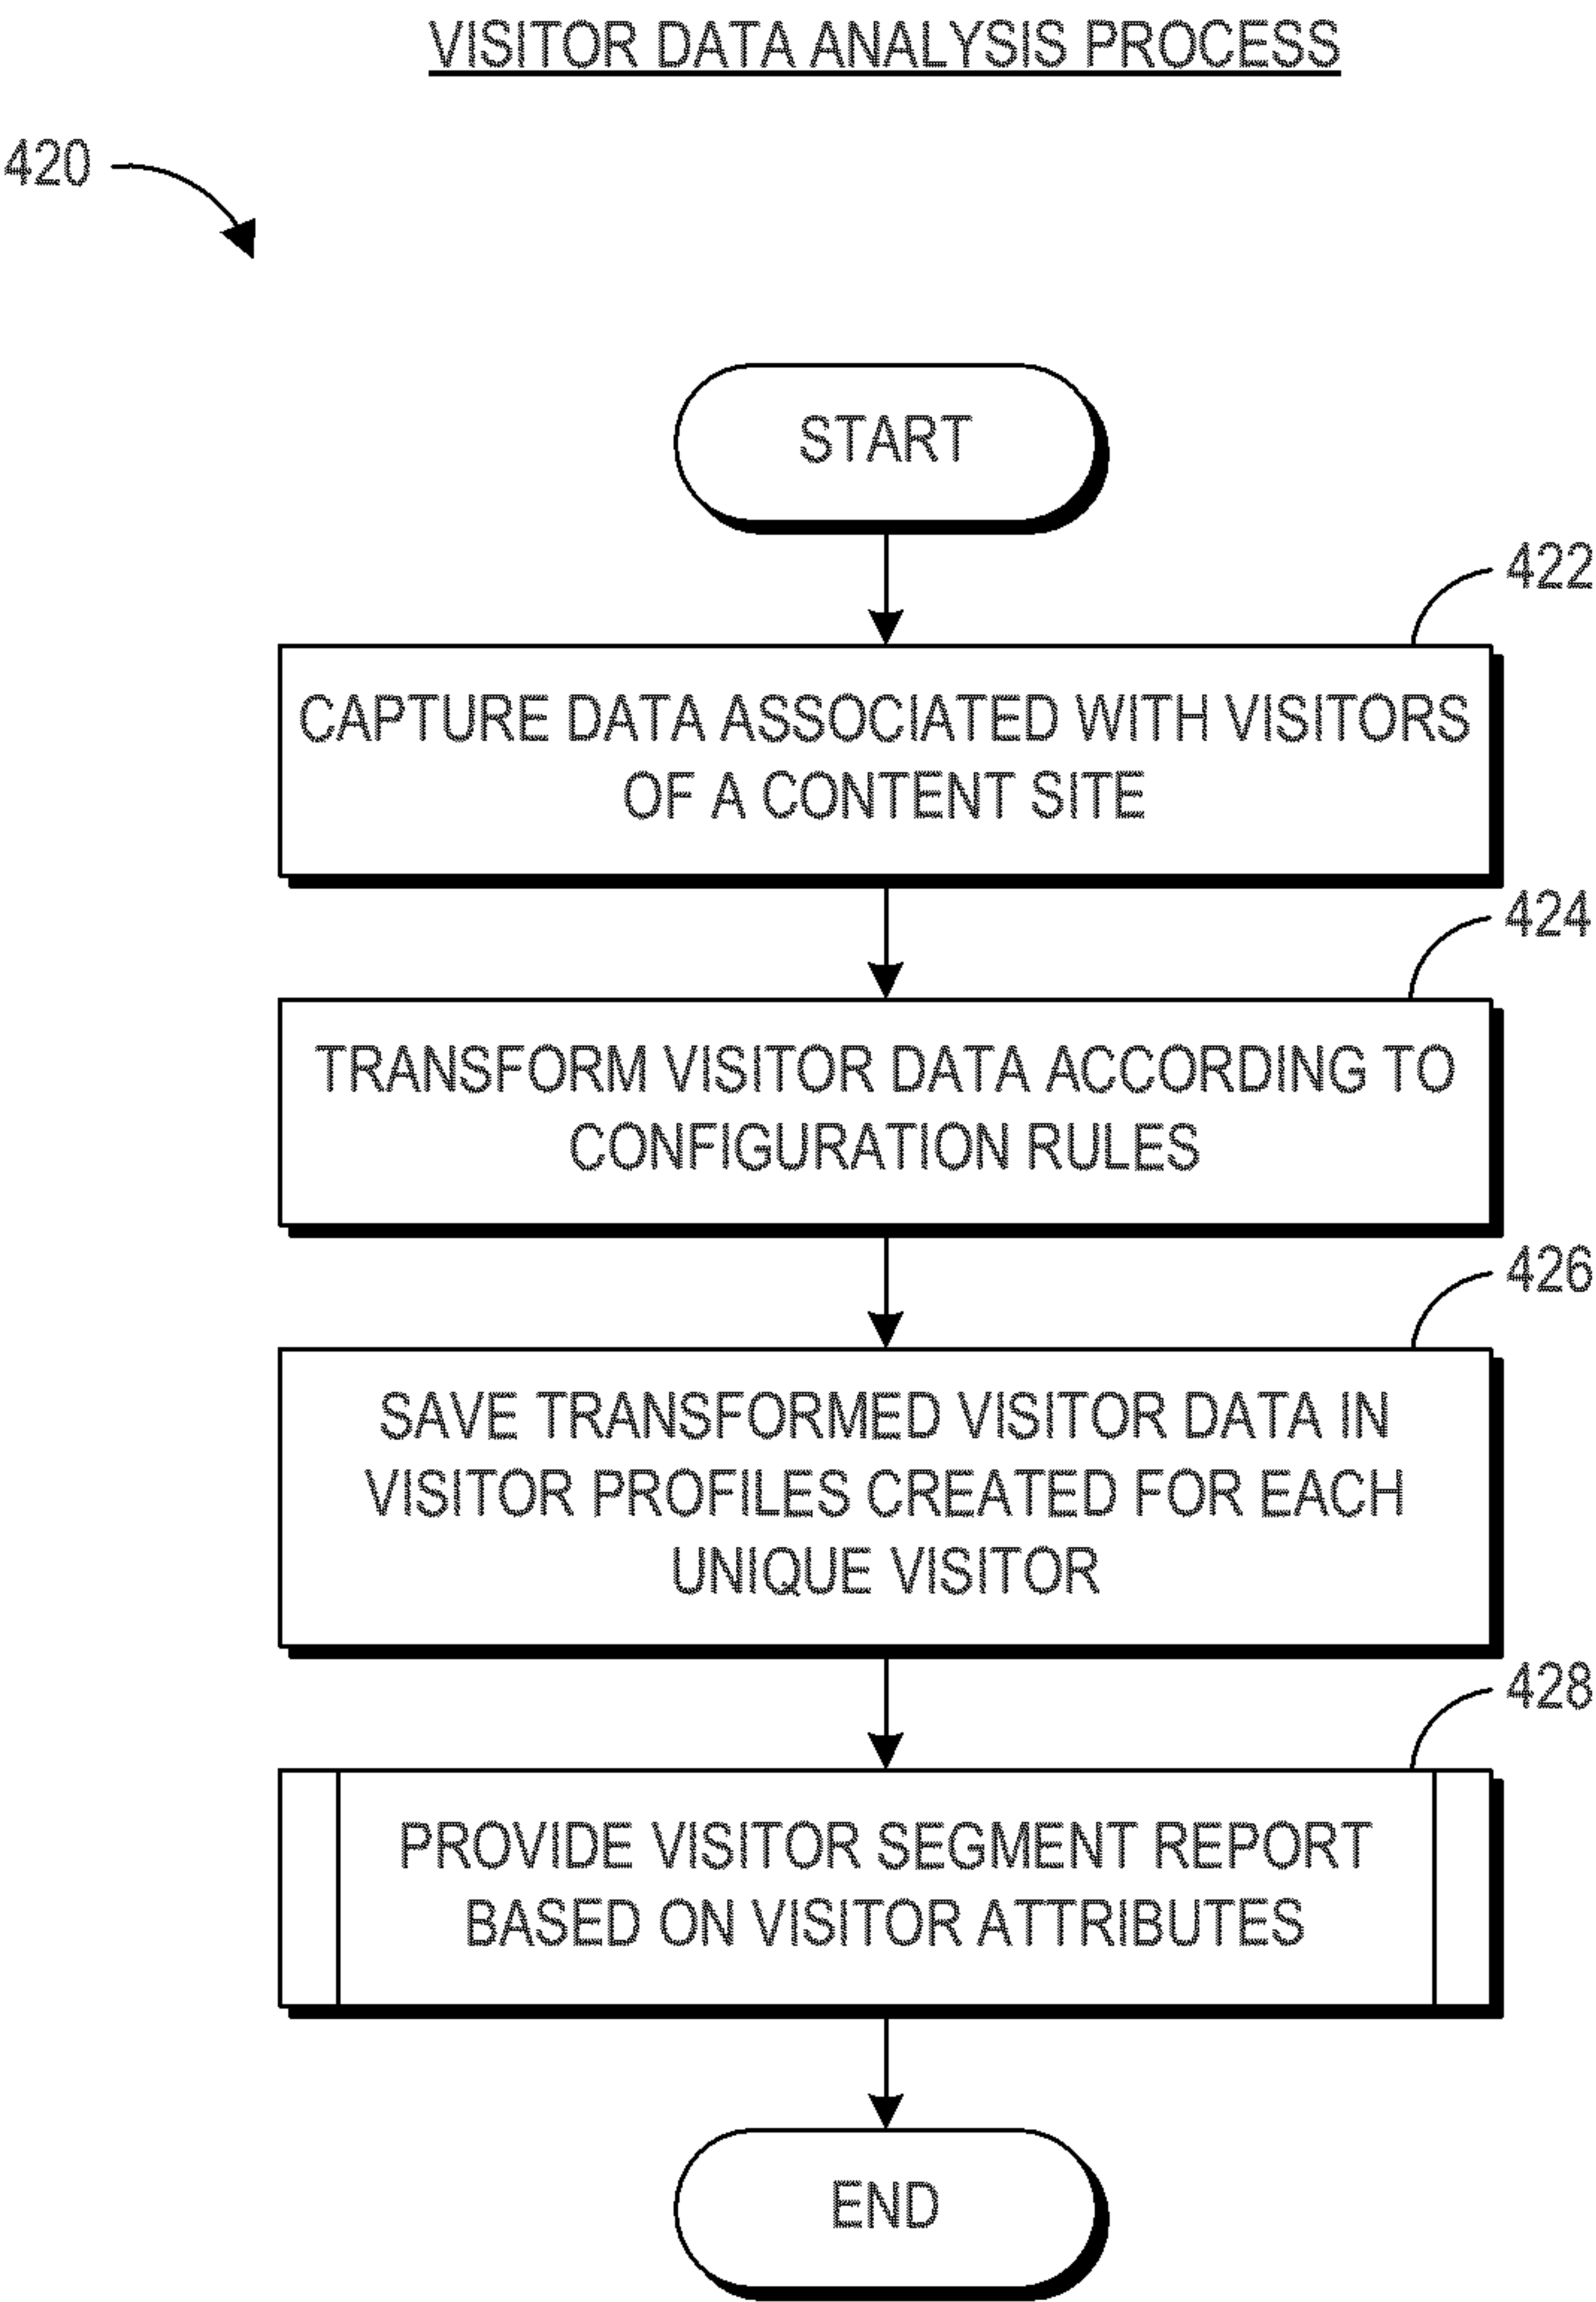 VISITOR DATA ANALYSIS PROCESS
420
START
422
CAPTURE DATA ASSOCIATED WITH VISITORS
OF A CONTENT SITE
424
TRANSFORM VISITOR DATA ACCORDING TO
CONFIGURATION RULES
426
SAVE TRANSFORMED VISITOR DATA IN
VISITOR PROFILES CREATED FOR EACH
UNIQUE VISITOR
428
PROVIDE VISITOR SEGMENT REPORT
BASED ON VISITOR ATTRIBUTES
END